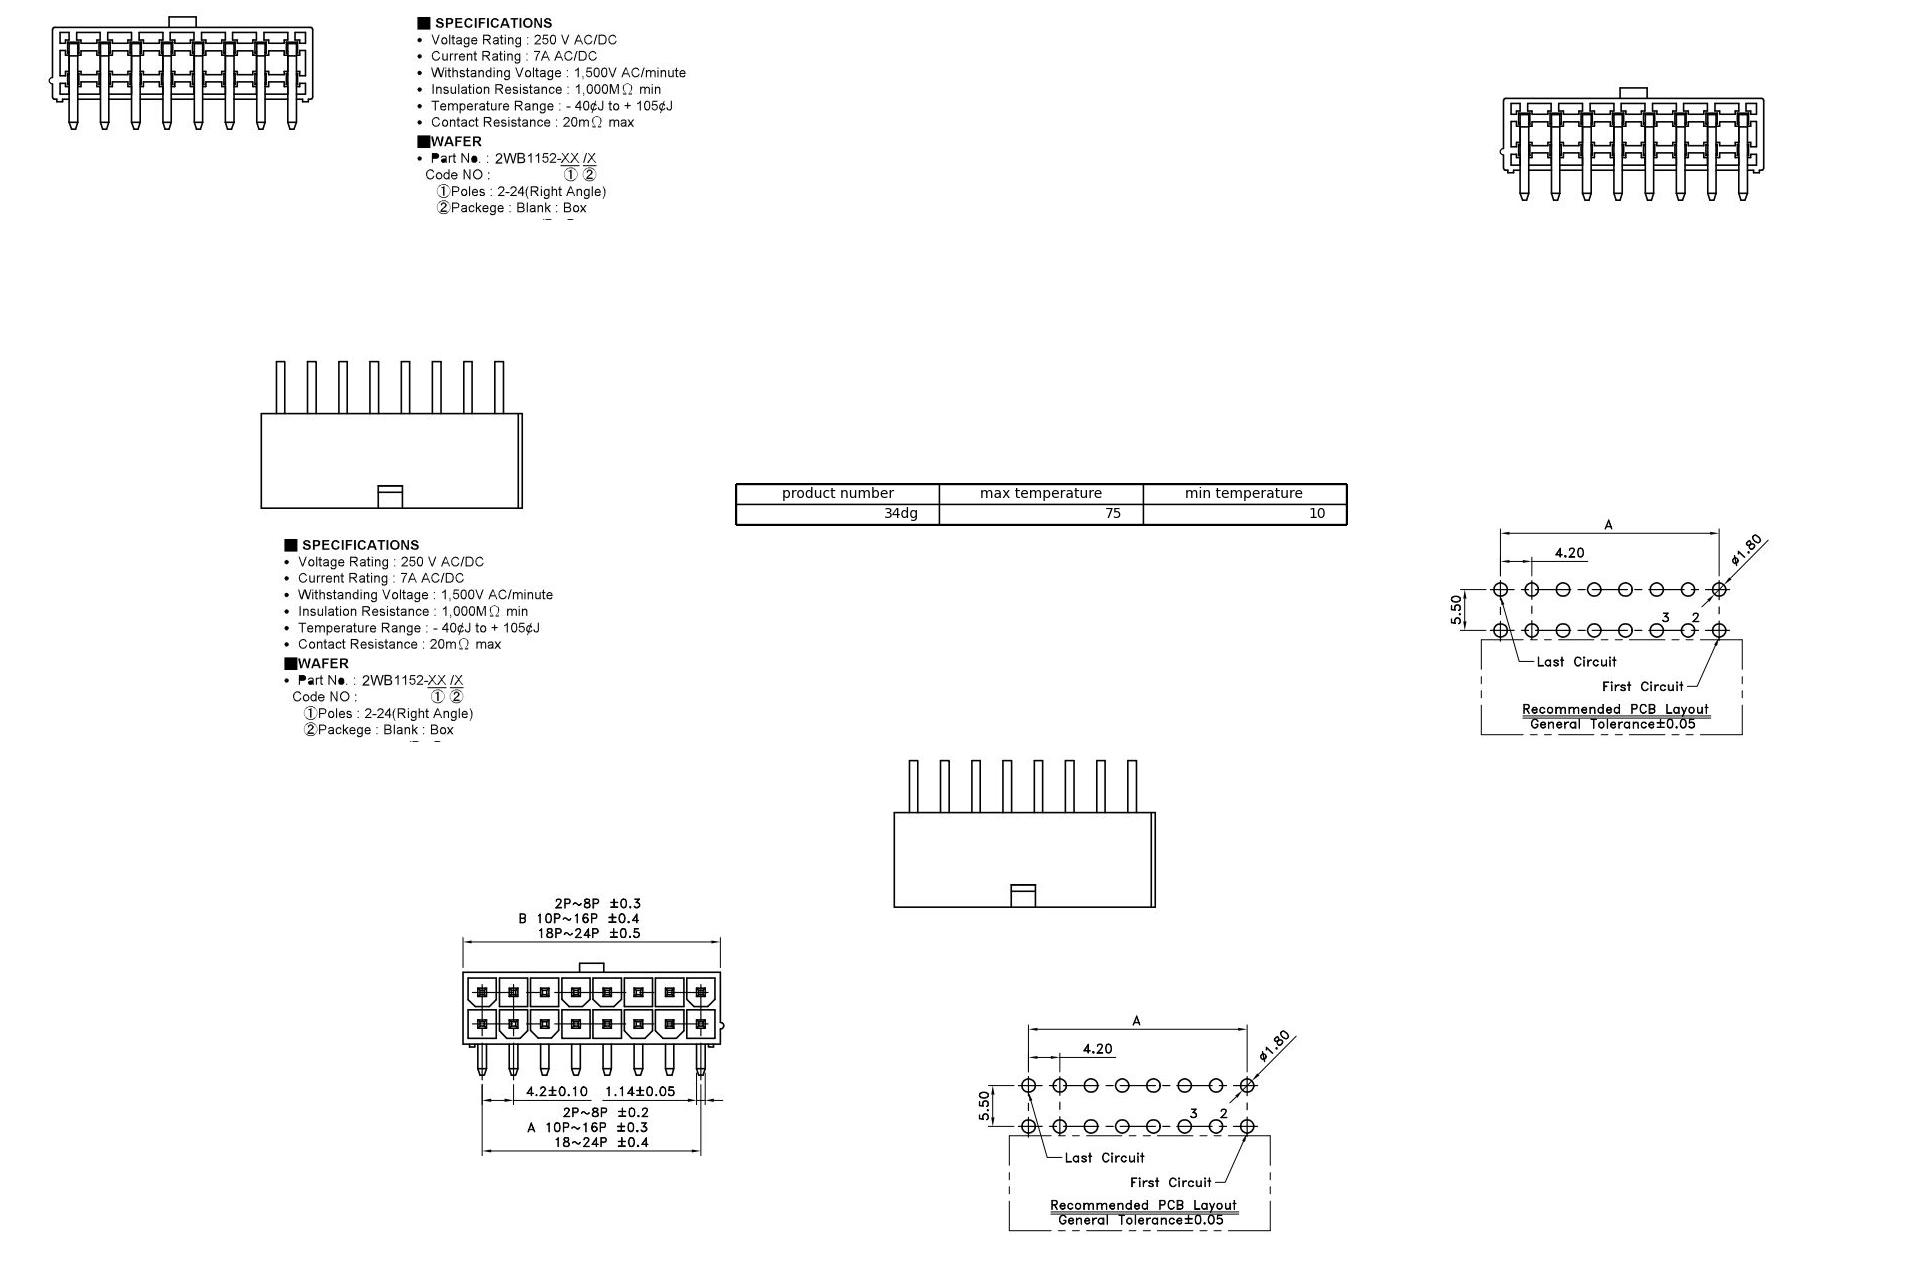 ■ SPECIFICATIONS
• Voltage Rating : 250 V AC/DC
• Current Rating : 7A AC/DC
• Withstanding Voltage : 1,500V AC/minute
• Insulation Resistance : 1,000MΩ min
• Temperature Range : - 40¢J to + 105¢J
• Contact Resistance : 20mΩ max
■WAFER
• Part No. : 2WB1152-XX /X
Code NO : ① ②
①Poles : 2-24(Right Angle)
②Packege : Blank : Box
■ SPECIFICATIONS
• Voltage Rating : 250 V AC/DC
• Current Rating : 7A AC/DC
• Withstanding Voltage : 1,500V AC/minute
• Insulation Resistance : 1,000MΩ min
• Temperature Range : - 40¢J to + 105¢J
• Contact Resistance : 20mΩ max
■WAFER
• Part No. : 2WB1152-XX /X
Code NO : ① ②
①Poles : 2-24(Right Angle)
②Packege : Blank : Box
product number max temperature min temperature
34dg 75 10
A
4.20
ø1.80
5.50
3 2
Last Circuit
First Circuit
Recommended PCB Layout
General Tolerance±0.05
2P~8P ±0.3
B 10P~16P ±0.4
18P~24P ±0.5
4.2±0.10 1.14±0.05
2P~8P ±0.2
A 10P~16P ±0.3
18~24P ±0.4
A
4.20
ø1.80
5.50
3 2
Last Circuit
First Circuit
Recommended PCB Layout
General Tolerance±0.05